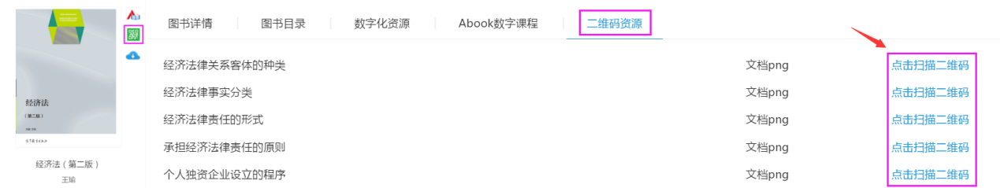 图书详情 图书目录 数字化资源 Abook数字课程 二维码资源
经济法律关系客体的种类 文档png 点击扫描二维码
经济法律事实分类 文档png 点击扫描二维码
经济法律责任的形式 文档png 点击扫描二维码
承担经济法律责任的原则 文档png 点击扫描二维码
个人独资企业设立的程序 文档png 点击扫描二维码
经济法
（第二版）
经济法（第二版）
王瑜